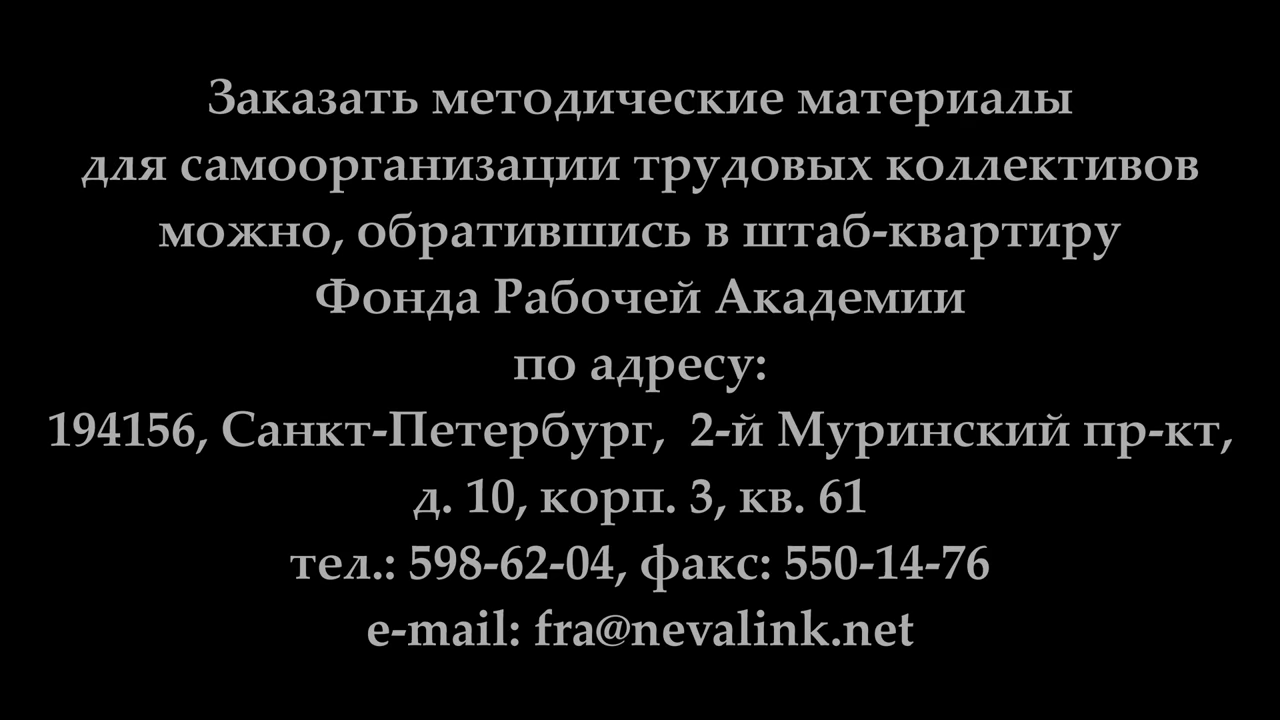 Заказать методические материалы
для самоорганизации трудовых коллективов
можно, обратившись в штаб-квартиру
Фонда Рабочей Академии
по адресу:
194156, Санкт-Петербург,  2-й Муринский пр-кт,
д. 10, корп. 3, кв. 61
тел.: 598-62-04, факс: 550-14-76
e-mail: fra@nevalink.net